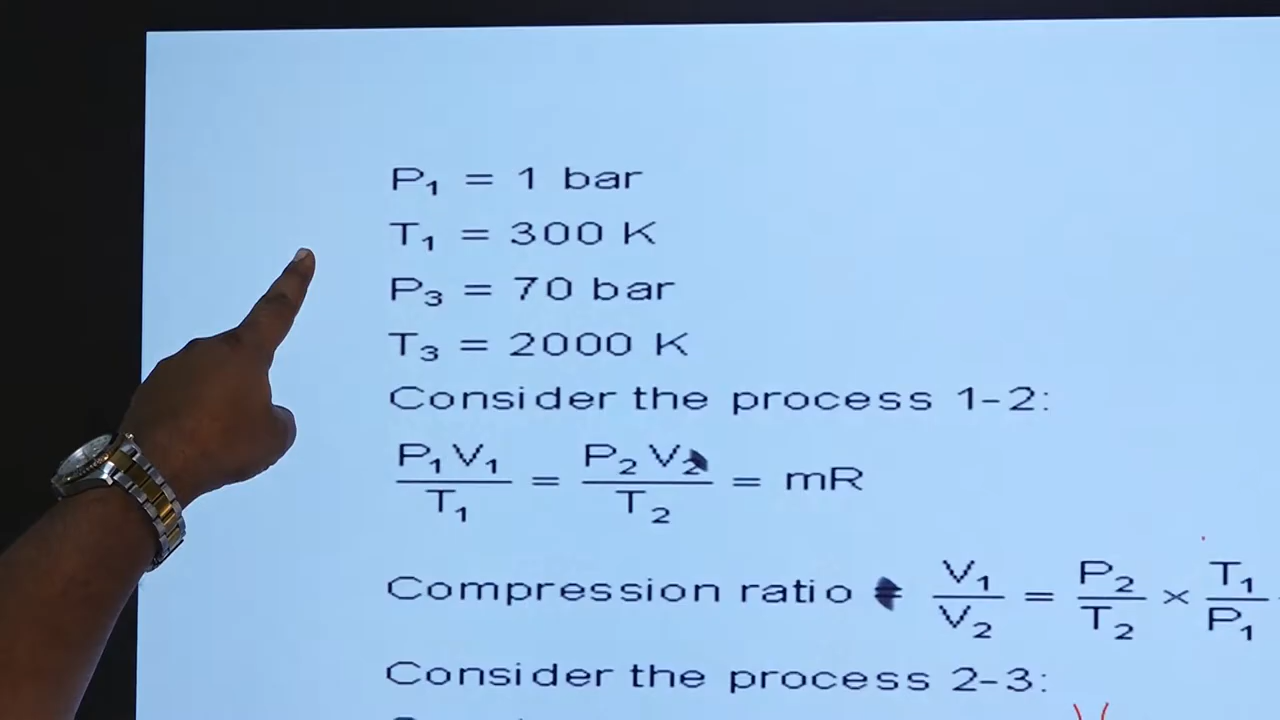 P₁ = 1 bar
T₁ = 300 K
P₃ = 70 bar
T₃ = 2000 K
Consider the process 1-2:
P₁V₁/T₁ = P₂V₂/T₂ = mR
Compression ratio = V₁/V₂ = P₂/T₂ × T₁/P₁
Consider the process 2-3: